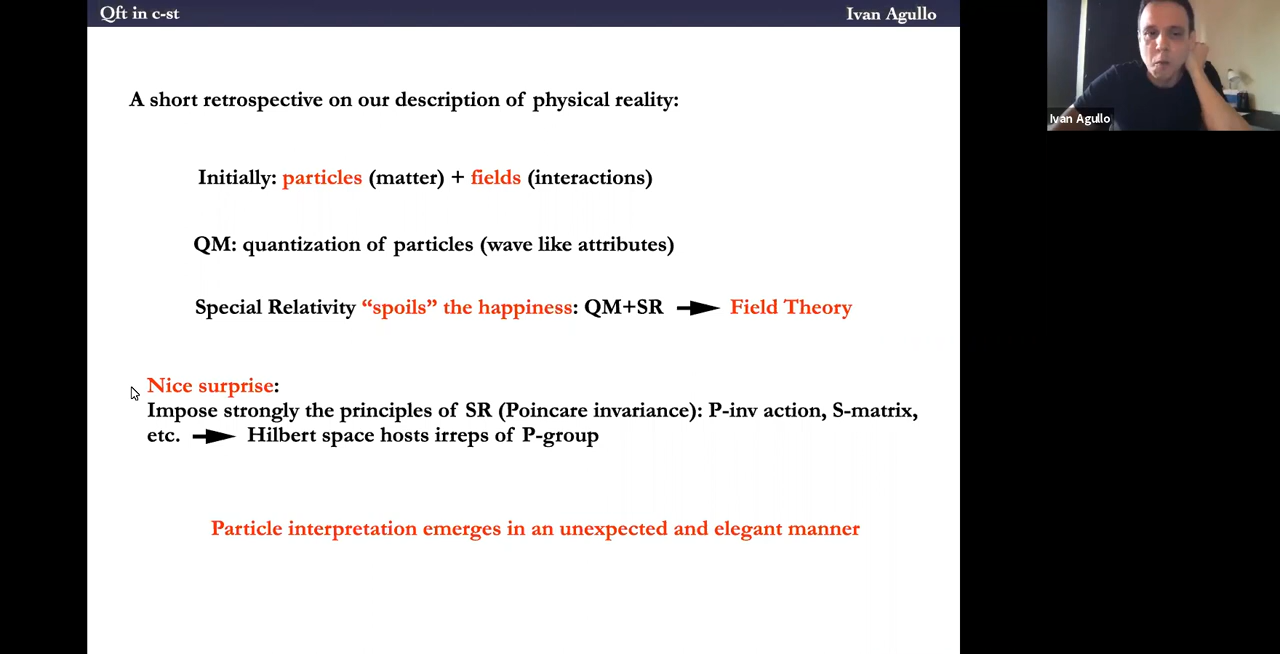 Qft in c-st
Ivan Agullo
A short retrospective on our description of physical reality:
Initially: particles (matter) + fields (interactions)
QM: quantization of particles (wave like attributes)
Special Relativity “spoils” the happiness: QM+SR → Field Theory
Nice surprise:
Impose strongly the principles of SR (Poincare invariance): P-inv action, S-matrix,
etc. → Hilbert space hosts irreps of P-group
Particle interpretation emerges in an unexpected and elegant manner
Ivan Agullo